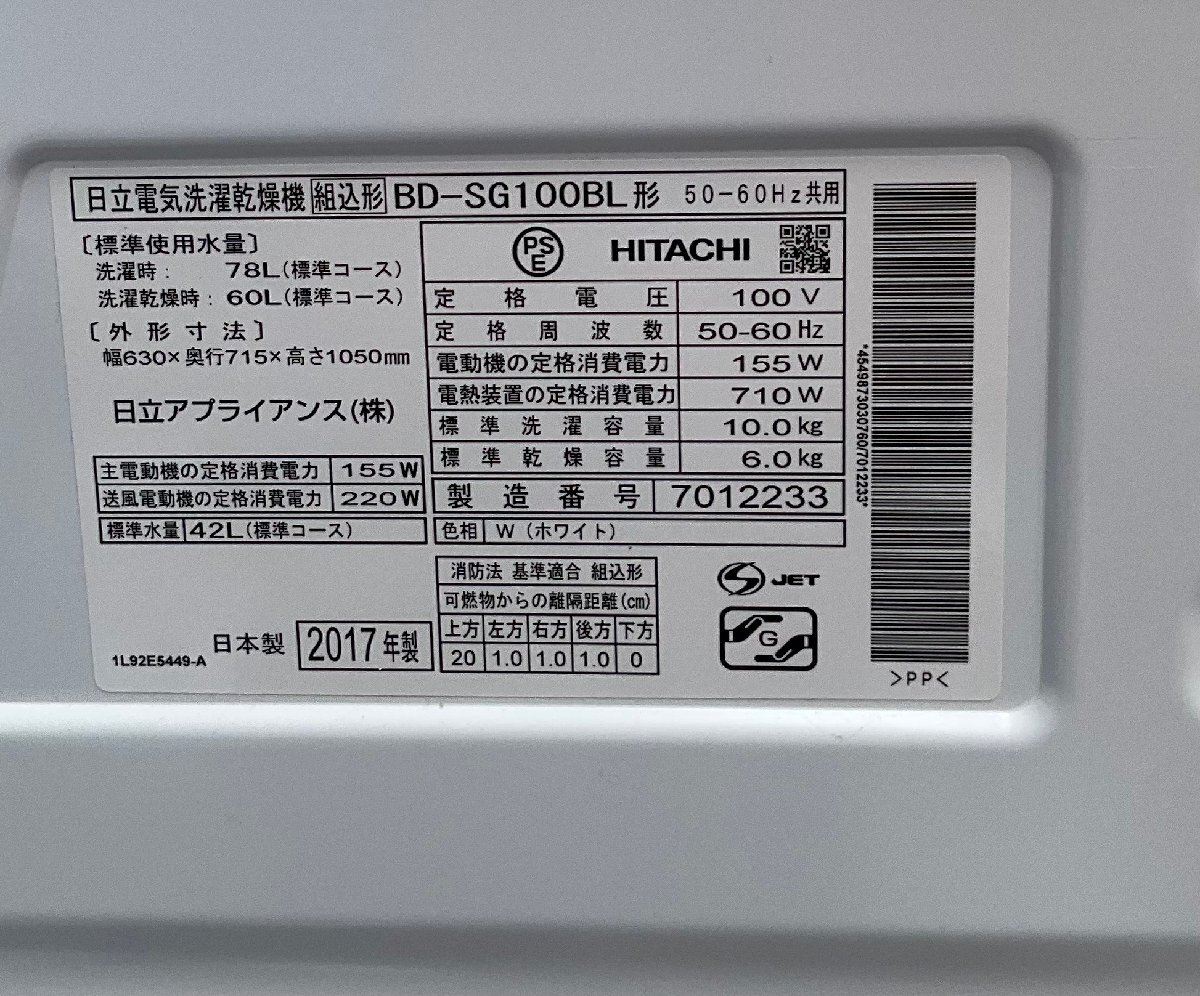 日立電気洗濯乾燥機 組込形 BD-SG100BL形 50-60Hz共用
〔標準使用水量〕
洗濯時: 78L(標準コース)
洗濯乾燥時: 60L(標準コース)
〔外形寸法〕
幅630×奥行715×高さ1050mm
日立アプライアンス(株)
主電動機の定格消費電力 155W
送風電動機の定格消費電力 220W
標準水量 42L(標準コース)
PS
E
HITACHI
定格電圧 100V
定格周波数 50-60Hz
電動機の定格消費電力 155W
電熱装置の定格消費電力 710W
標準洗濯容量 10.0kg
標準乾燥容量 6.0kg
製造番号 7012233
色相 W(ホワイト)
消防法 基準適合 組込形
可燃物からの離隔距離(cm)
上方 左方 右方 後方 下方
20 1.0 1.0 1.0 0
1L92E5449-A 日本製 2017年製
S JET
G
*4549873030760/7012233*
>PP<